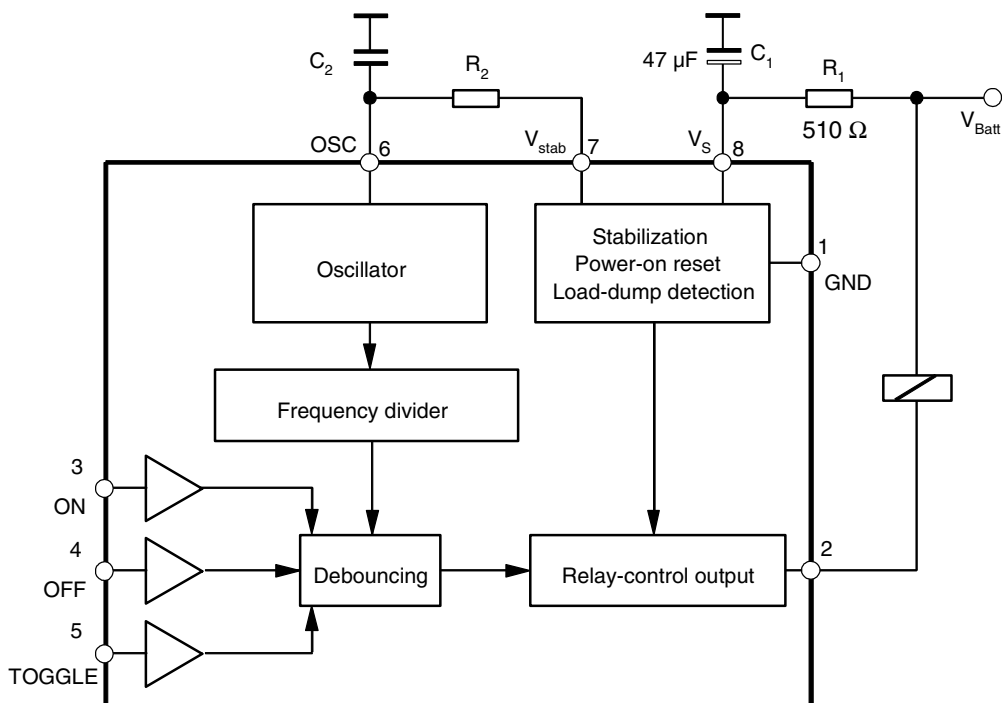 C2
47 µF
C1
R2
R1
510 Ω
VBatt
OSC
6
Vstab
7
VS
8
Oscillator
Stabilization
Power-on reset
Load-dump detection
1
GND
Frequency divider
3
ON
4
OFF
5
TOGGLE
Debouncing
Relay-control output
2